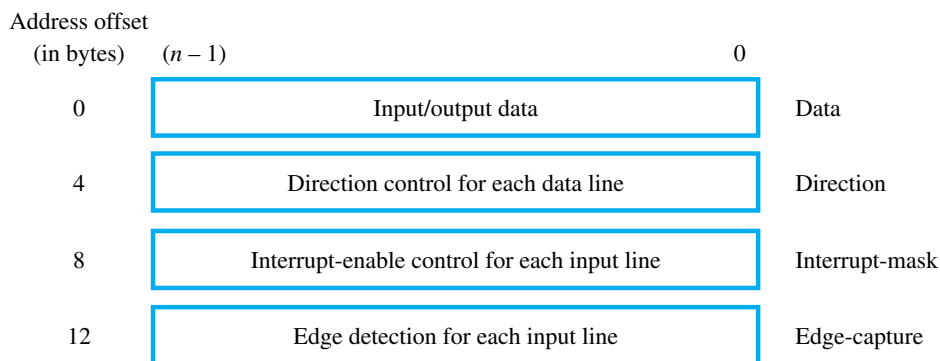 Address offset
(in bytes) (n – 1) 0
0 Input/output data Data
4 Direction control for each data line Direction
8 Interrupt-enable control for each input line Interrupt-mask
12 Edge detection for each input line Edge-capture